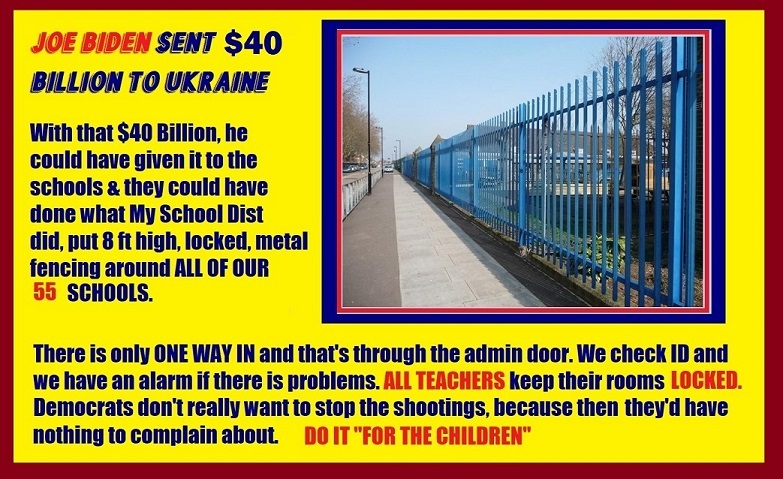 JOE BIDEN SENT $40
BILLION TO UKRAINE
With that $40 Billion, he
could have given it to the
schools & they could have
done what My School Dist
did, put 8 ft high, locked, metal
fencing around ALL OF OUR
55 SCHOOLS.
There is only ONE WAY IN and that's through the admin door. We check ID and
we have an alarm if there is problems. ALL TEACHERS keep their rooms LOCKED.
Democrats don't really want to stop the shootings, because then they'd have
nothing to complain about. DO IT "FOR THE CHILDREN"